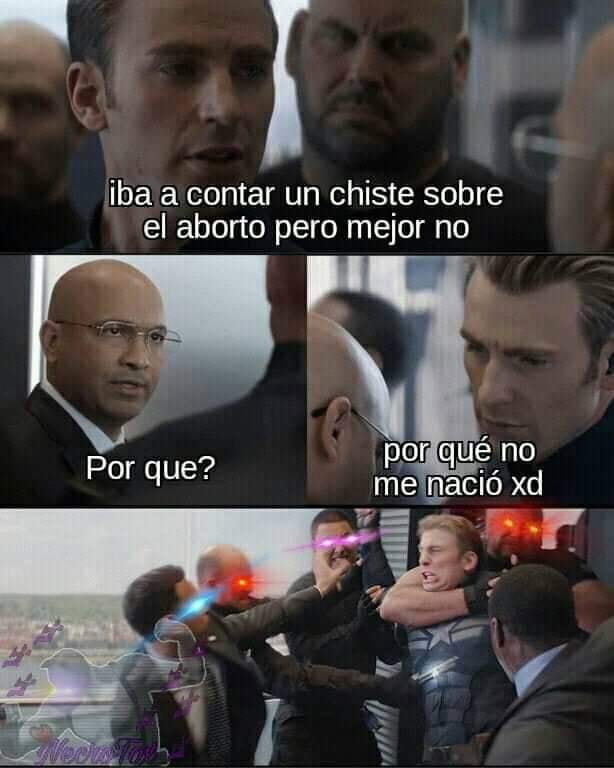 iba a contar un chiste sobre
el aborto pero mejor no
Por que?
por qué no
me nació xd